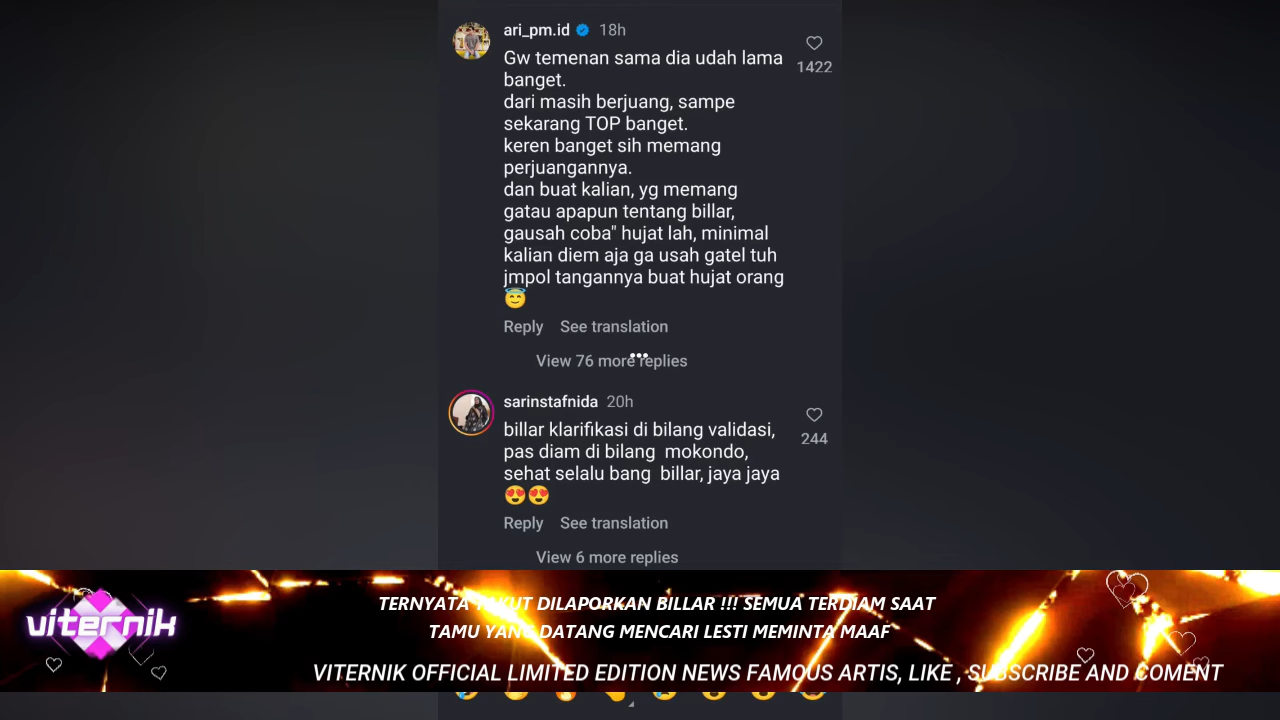 ari_pm.id 18h
Gw temenan sama dia udah lama
1422
banget.
dari masih berjuang, sampe
sekarang TOP banget.
keren banget sih memang
perjuangannya.
dan buat kalian, yg memang
gatau apapun tentang billar,
gausah coba" hujat lah, minimal
kalian diem aja ga usah gatel tuh
jmpol tangannya buat hujat orang
😇
Reply See translation
View 76 more replies
sarinstafnida 20h
billar klarifikasi di bilang validasi,
244
pas diam di bilang mokondo,
sehat selalu bang billar, jaya jaya
😍😍
Reply See translation
View 6 more replies
viternik
TERNYATA TAKUT DILAPORKAN BILLAR !!! SEMUA TERDIAM SAAT
TAMU YANG DATANG MENCARI LESTI MEMINTA MAAF
VITERNIK OFFICIAL LIMITED EDITION NEWS FAMOUS ARTIS, LIKE , SUBSCRIBE AND COMENT